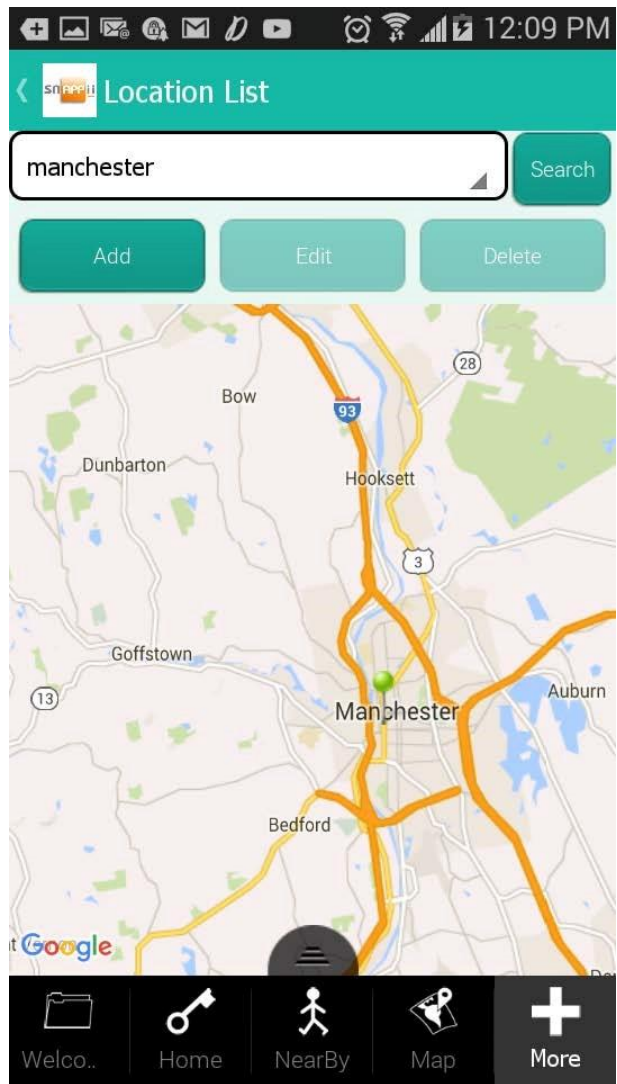 12:09 PM
snAPPii Location List
manchester
Search
Add Edit Delete
28
Bow
93
Dunbarton
Hooksett
3
Goffstown
13
Auburn
Manchester
Bedford
Google
Welco.. Home NearBy Map More